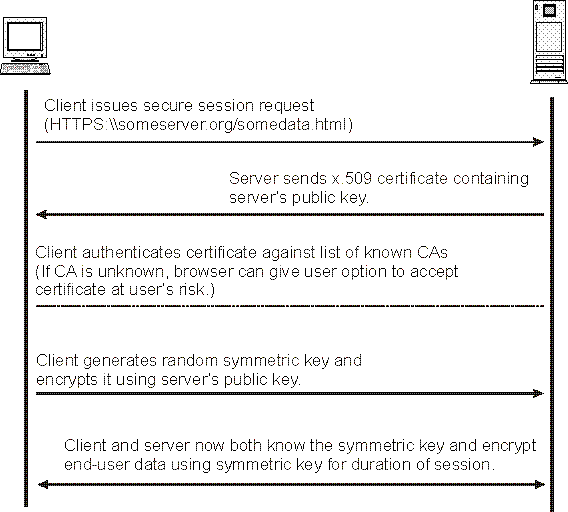 Client issues secure session request
(HTTPS:\\someserver.org/somedata.html)
Server sends x.509 certificate containing
server's public key.
Client authenticates certificate against list of known CAs
(If CA is unknown, browser can give user option to accept
certificate at user's risk.)
Client generates random symmetric key and
encrypts it using server's public key.
Client and server now both know the symmetric key and encrypt
end-user data using symmetric key for duration of session.